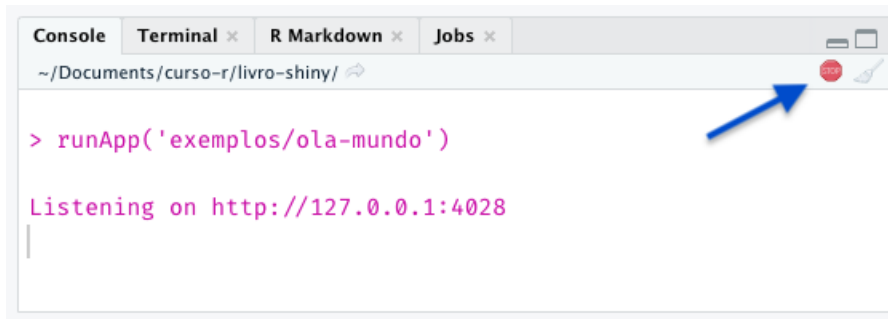 Console Terminal R Markdown Jobs
~/Documents/curso-r/livro-shiny/
STOP
> runApp('exemplos/ola-mundo')
Listening on http://127.0.0.1:4028